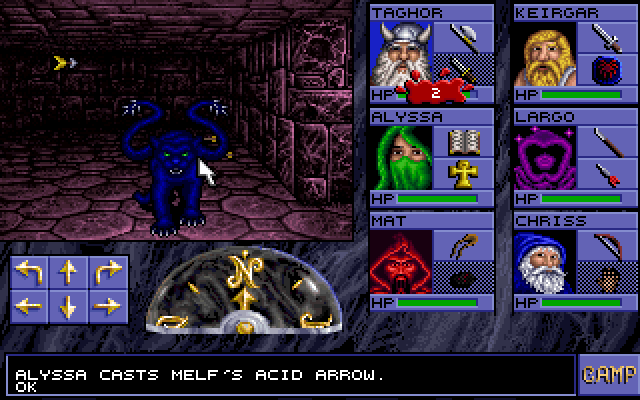 TAGHOR
KEIRGAR
2
HP
HP
ALYSSA
LARGO
HP
HP
MAT
CHRISS
HP
HP
N
ALYSSA CASTS MELF'S ACID ARROW.
OK
CAMP